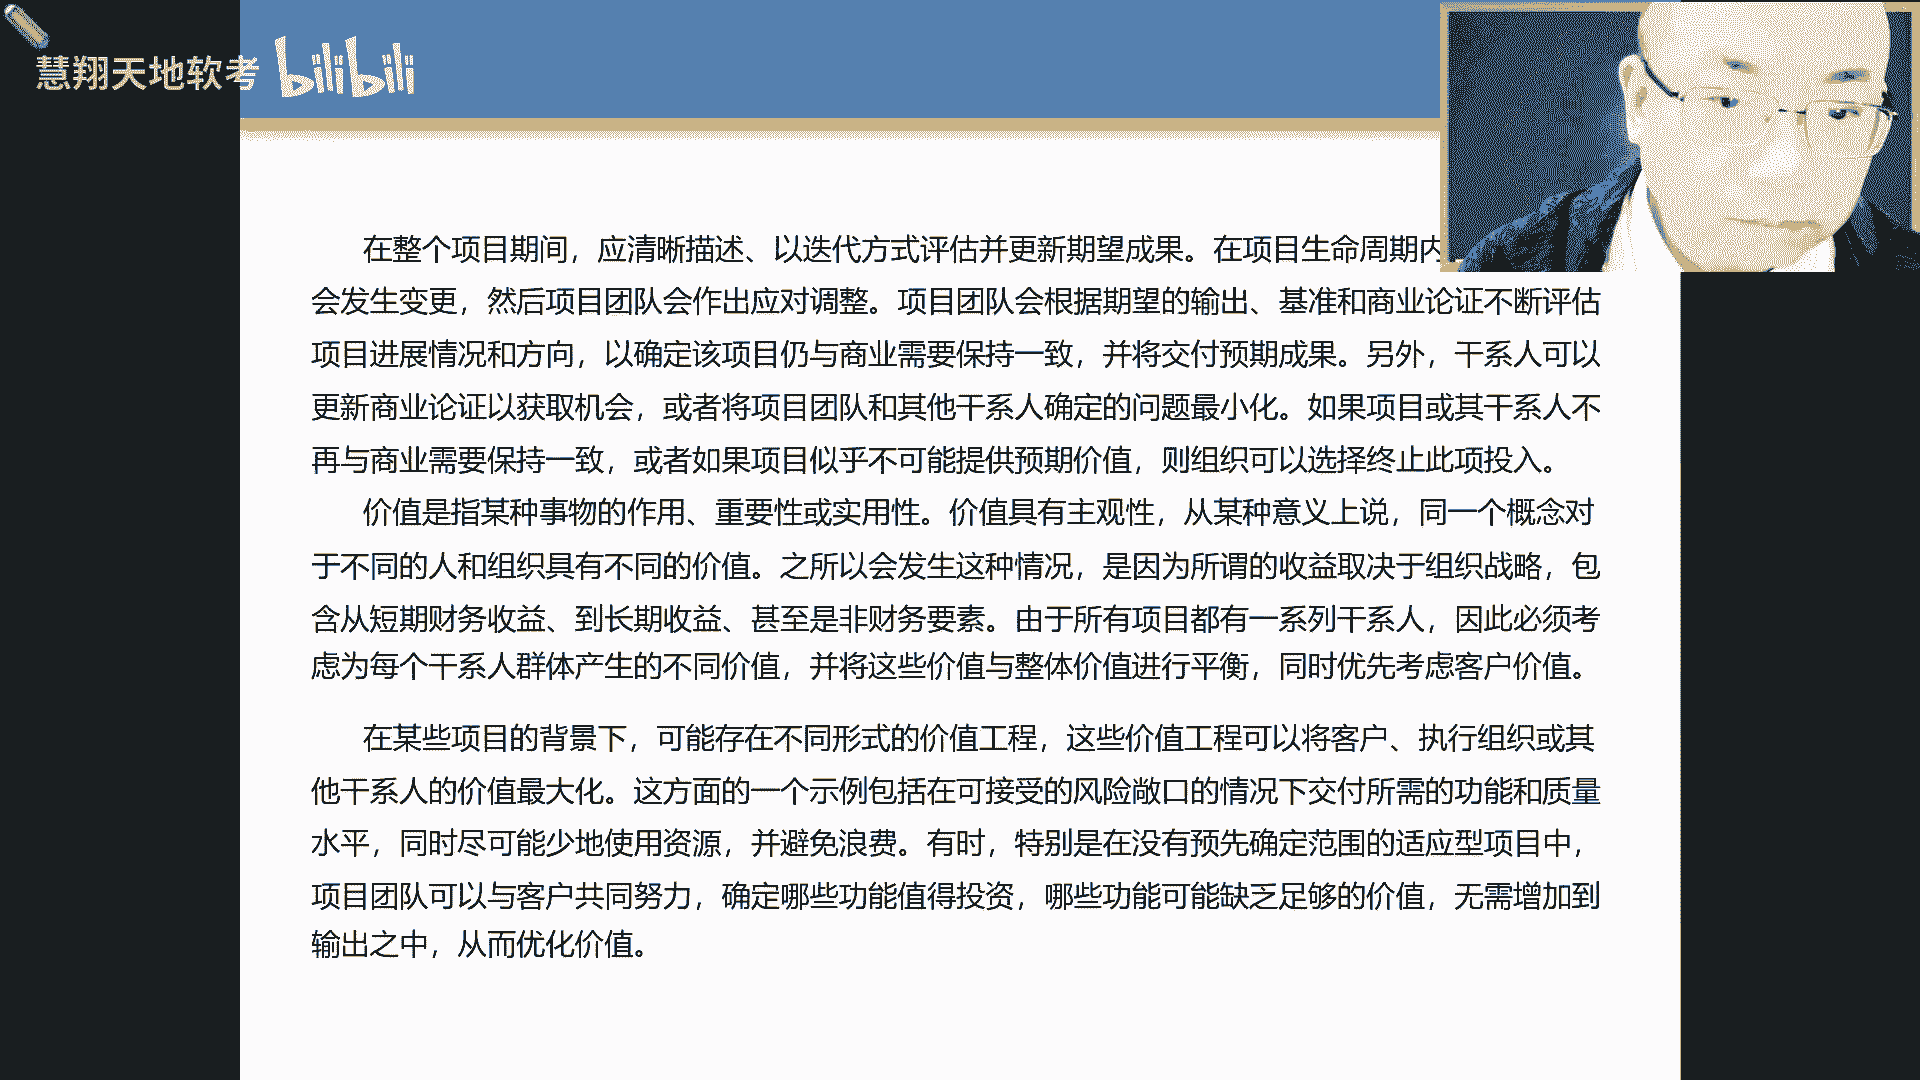 慧翔天地软考 bilibili
在整个项目期间，应清晰描述、以迭代方式评估并更新期望成果。在项目生命周期内
会发生变更，然后项目团队会作出应对调整。项目团队会根据期望的输出、基准和商业论证不断评估
项目进展情况和方向，以确定该项目仍与商业需要保持一致，并将交付预期成果。另外，干系人可以
更新商业论证以获取机会，或者将项目团队和其他干系人确定的问题最小化。如果项目或其干系人不
再与商业需要保持一致，或者如果项目似乎不可能提供预期价值，则组织可以选择终止此项投入。
价值是指某种事物的作用、重要性或实用性。价值具有主观性，从某种意义上说，同一个概念对
于不同的人和组织具有不同的价值。之所以会发生这种情况，是因为所谓的收益取决于组织战略，包
含从短期财务收益、到长期收益、甚至是非财务要素。由于所有项目都有一系列干系人，因此必须考
虑为每个干系人群体产生的不同价值，并将这些价值与整体价值进行平衡，同时优先考虑客户价值。
在某些项目的背景下，可能存在不同形式的价值工程，这些价值工程可以将客户、执行组织或其
他干系人的价值最大化。这方面的一个示例包括在可接受的风险敞口的情况下交付所需的功能和质量
水平，同时尽可能少地使用资源，并避免浪费。有时，特别是在没有预先确定范围的适应型项目中，
项目团队可以与客户共同努力，确定哪些功能值得投资，哪些功能可能缺乏足够的价值，无需增加到
输出之中，从而优化价值。